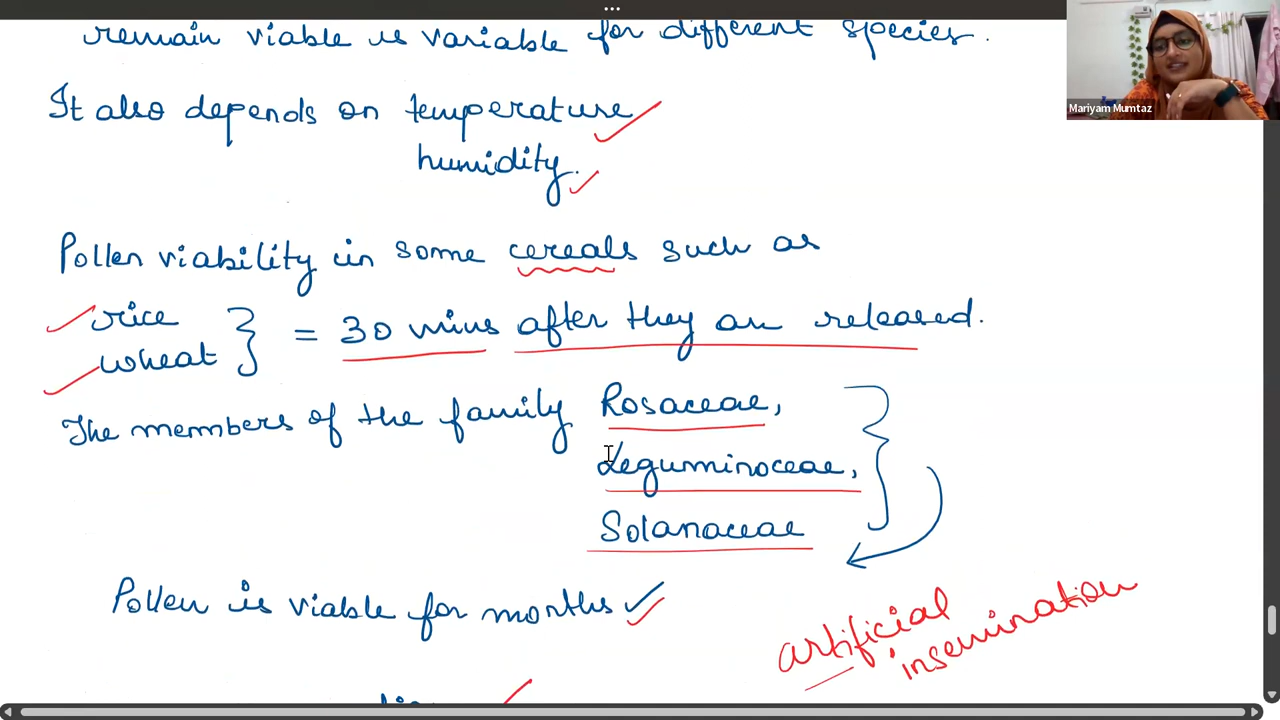 remain viable is variable for different species.
Mariyam Mumtaz
It also depends on temperature
humidity.
Pollen viability in some cereals such as
rice
wheat } = 30 mins after they are released.
The members of the family Rosaceae,
Leguminoceae,
Solanaceae
Pollen is viable for months
artificial
insemination